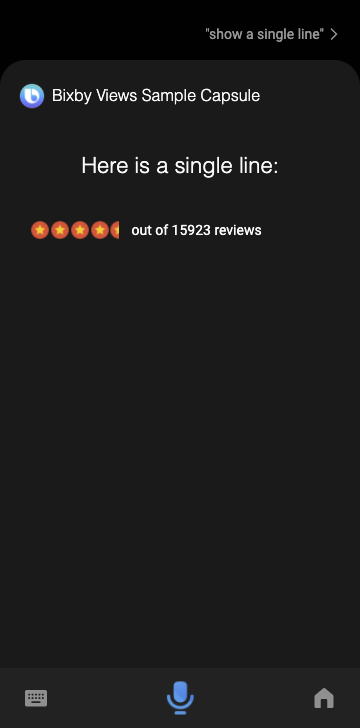 "show a single line"
Bixby Views Sample Capsule
Here is a single line:
out of 15923 reviews